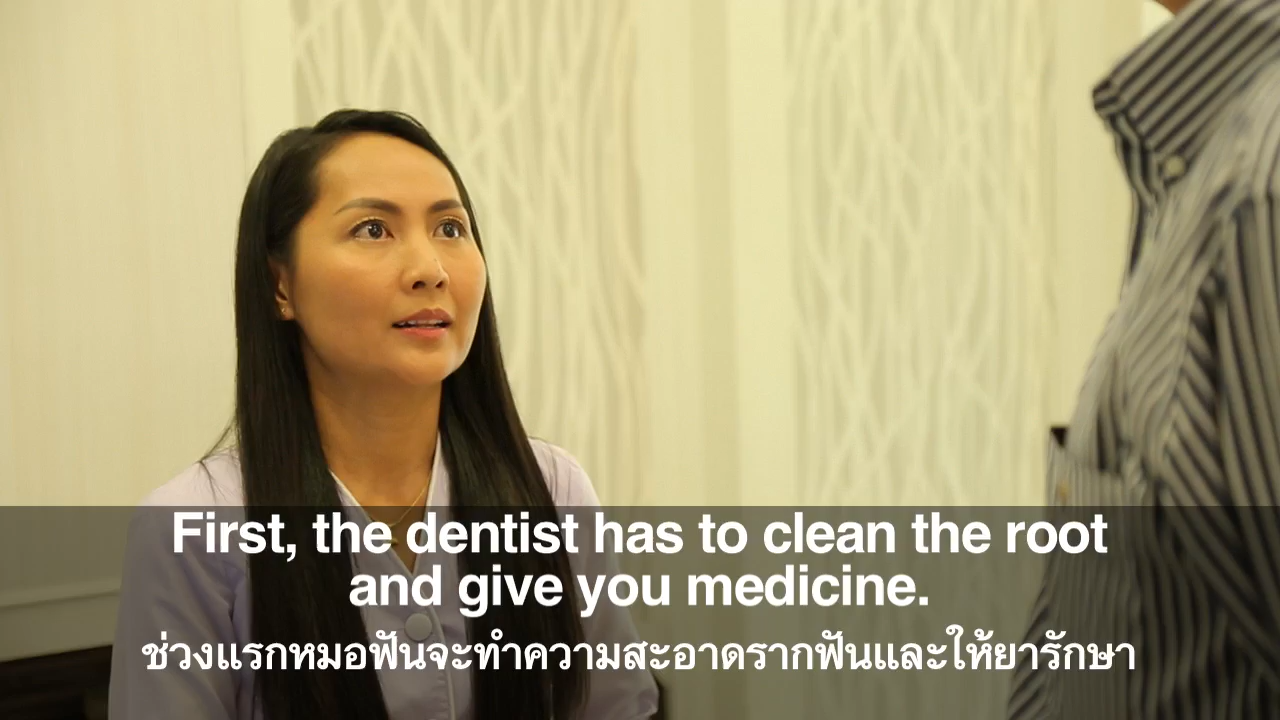 First, the dentist has to clean the root
and give you medicine.
ช่วงแรกหมอฟันจะทำความสะอาดรากฟันและให้ยารักษา